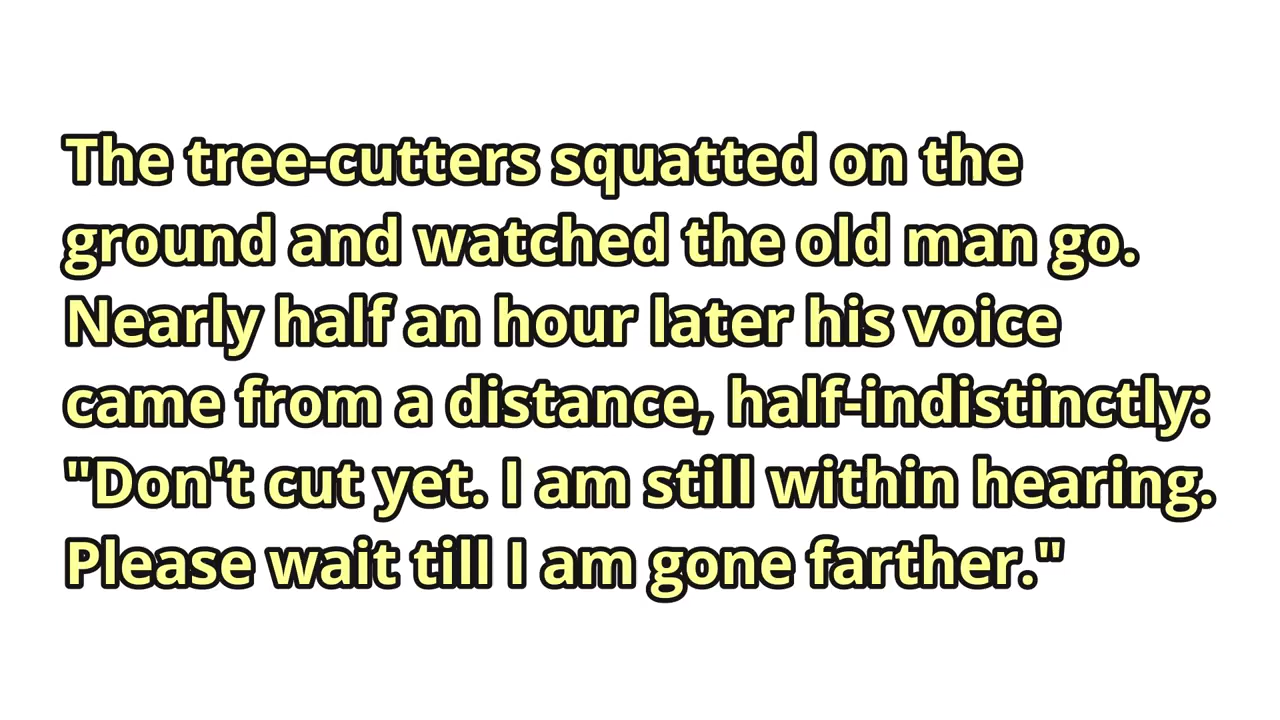 The tree-cutters squatted on the
ground and watched the old man go.
Nearly half an hour later his voice
came from a distance, half-indistinctly:
"Don't cut yet. I am still within hearing.
Please wait till I am gone farther."